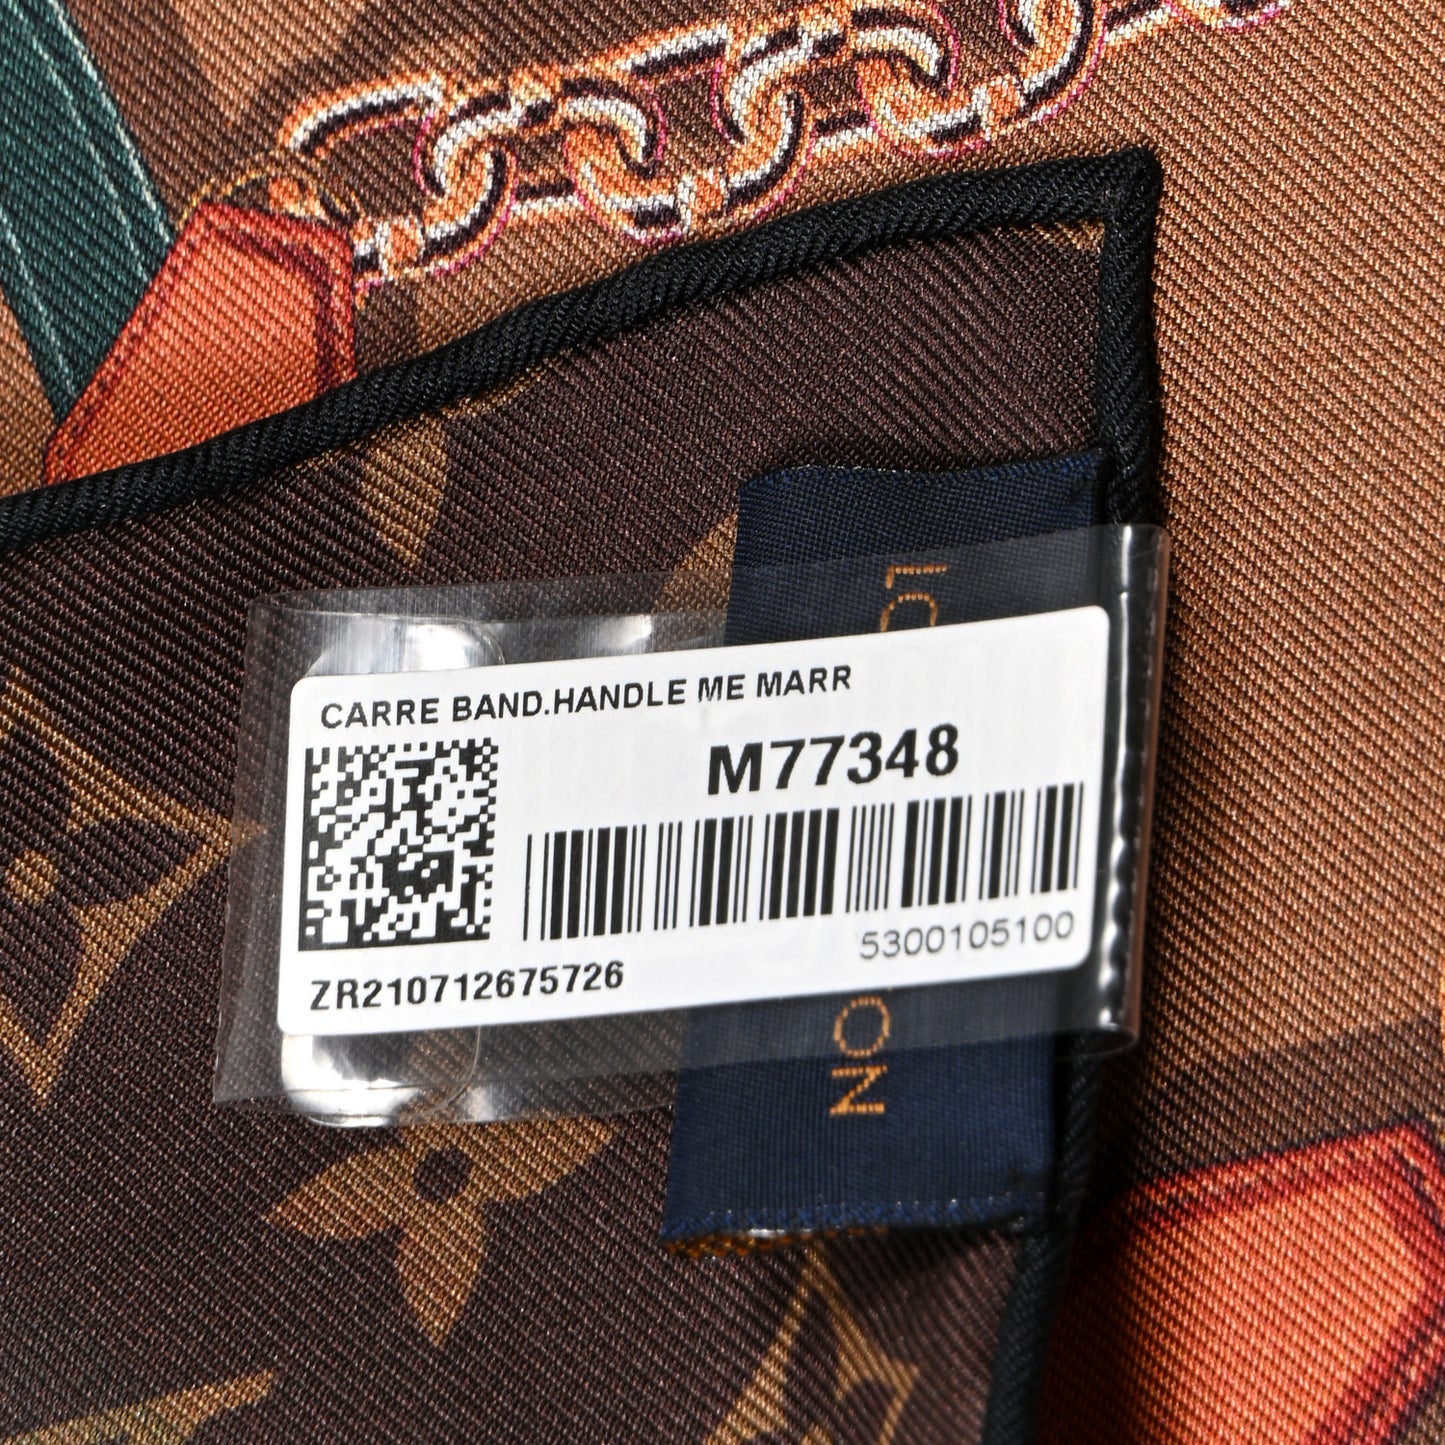 CARRE BAND.HANDLE ME MARR
M77348
5300105100
ZR210712675726